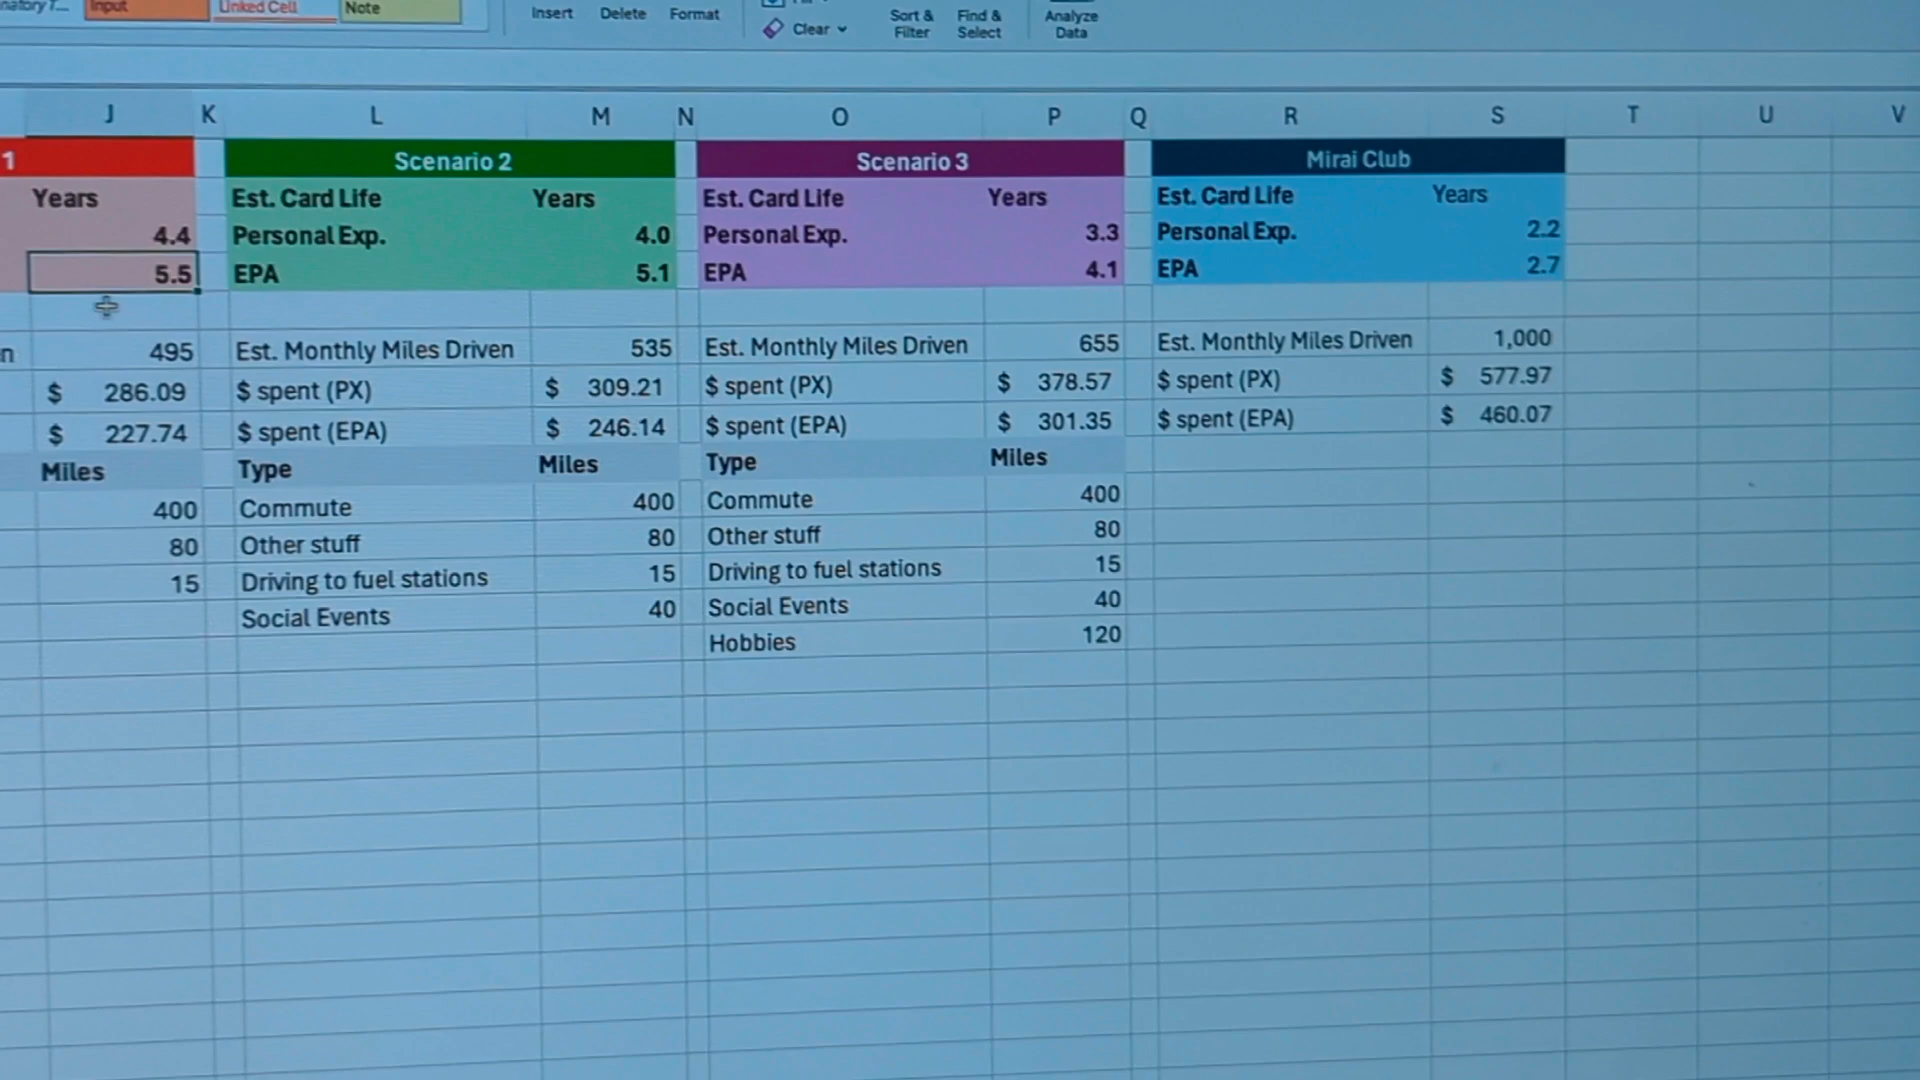 Input Linked Cell Note Insert Delete Format Clear Sort & Filter Find & Select Analyze Data
J K L M N O P Q R S T U V
1 Scenario 2 Scenario 3 Mirai Club
Years Est. Card Life Years Est. Card Life Years Est. Card Life Years
4.4 Personal Exp. 4.0 Personal Exp. 3.3 Personal Exp. 2.2
5.5 EPA 5.1 EPA 4.1 EPA 2.7
n 495 Est. Monthly Miles Driven 535 Est. Monthly Miles Driven 655 Est. Monthly Miles Driven 1,000
$ 286.09 $ spent (PX) $ 309.21 $ spent (PX) $ 378.57 $ spent (PX) $ 577.97
$ 227.74 $ spent (EPA) $ 246.14 $ spent (EPA) $ 301.35 $ spent (EPA) $ 460.07
Miles Type Miles Type Miles
400 Commute 400 Commute 400
80 Other stuff 80 Other stuff 80
15 Driving to fuel stations 15 Driving to fuel stations 15
Social Events 40 Social Events 40
Hobbies 120